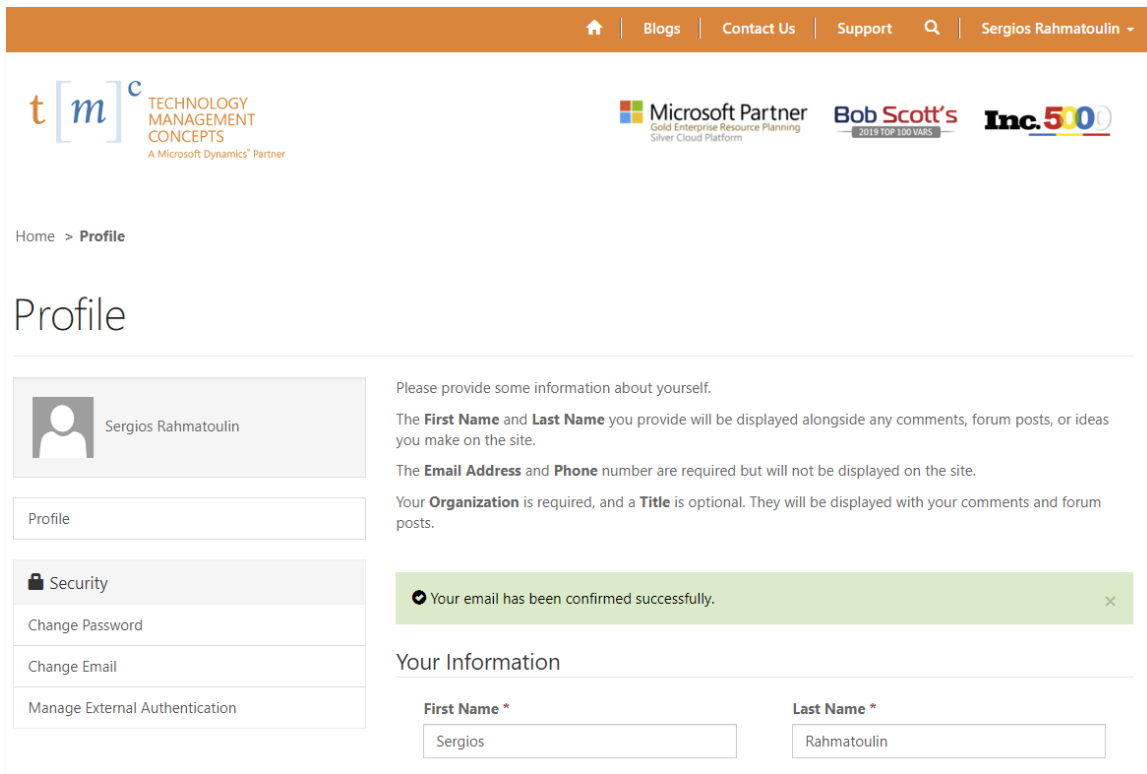 Blogs
Contact Us
Support
Sergios Rahmatoulin
t[m]c
TECHNOLOGY
MANAGEMENT
CONCEPTS
A Microsoft Dynamics® Partner
Microsoft Partner
Gold Enterprise Resource Planning
Silver Cloud Platform
Bob Scott's
2019 TOP 100 VARS
Inc. 5000
Home > Profile
Profile
Sergios Rahmatoulin
Profile
Security
Change Password
Change Email
Manage External Authentication
Please provide some information about yourself.
The First Name and Last Name you provide will be displayed alongside any comments, forum posts, or ideas
you make on the site.
The Email Address and Phone number are required but will not be displayed on the site.
Your Organization is required, and a Title is optional. They will be displayed with your comments and forum
posts.
Your email has been confirmed successfully.
×
Your Information
First Name *
Sergios
Last Name *
Rahmatoulin